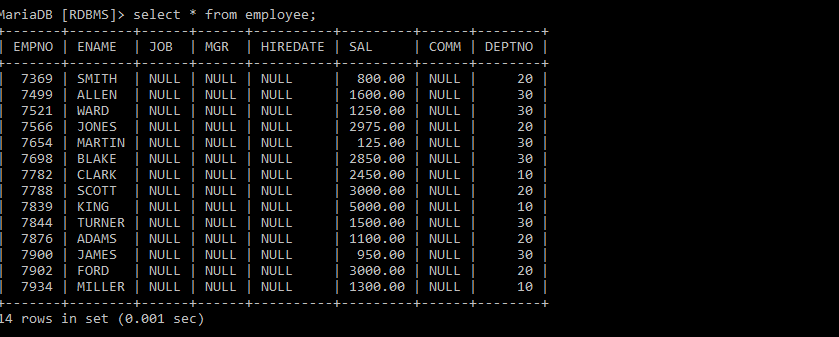 MariaDB [RDBMS]> select * from employee;
+-------+--------+------+------+----------+---------+------+--------+
| EMPNO | ENAME  | JOB  | MGR  | HIREDATE | SAL     | COMM | DEPTNO |
+-------+--------+------+------+----------+---------+------+--------+
|  7369 | SMITH  | NULL | NULL | NULL     |  800.00 | NULL |     20 |
|  7499 | ALLEN  | NULL | NULL | NULL     | 1600.00 | NULL |     30 |
|  7521 | WARD   | NULL | NULL | NULL     | 1250.00 | NULL |     30 |
|  7566 | JONES  | NULL | NULL | NULL     | 2975.00 | NULL |     20 |
|  7654 | MARTIN | NULL | NULL | NULL     |  125.00 | NULL |     30 |
|  7698 | BLAKE  | NULL | NULL | NULL     | 2850.00 | NULL |     30 |
|  7782 | CLARK  | NULL | NULL | NULL     | 2450.00 | NULL |     10 |
|  7788 | SCOTT  | NULL | NULL | NULL     | 3000.00 | NULL |     20 |
|  7839 | KING   | NULL | NULL | NULL     | 5000.00 | NULL |     10 |
|  7844 | TURNER | NULL | NULL | NULL     | 1500.00 | NULL |     30 |
|  7876 | ADAMS  | NULL | NULL | NULL     | 1100.00 | NULL |     20 |
|  7900 | JAMES  | NULL | NULL | NULL     |  950.00 | NULL |     30 |
|  7902 | FORD   | NULL | NULL | NULL     | 3000.00 | NULL |     20 |
|  7934 | MILLER | NULL | NULL | NULL     | 1300.00 | NULL |     10 |
+-------+--------+------+------+----------+---------+------+--------+
14 rows in set (0.001 sec)